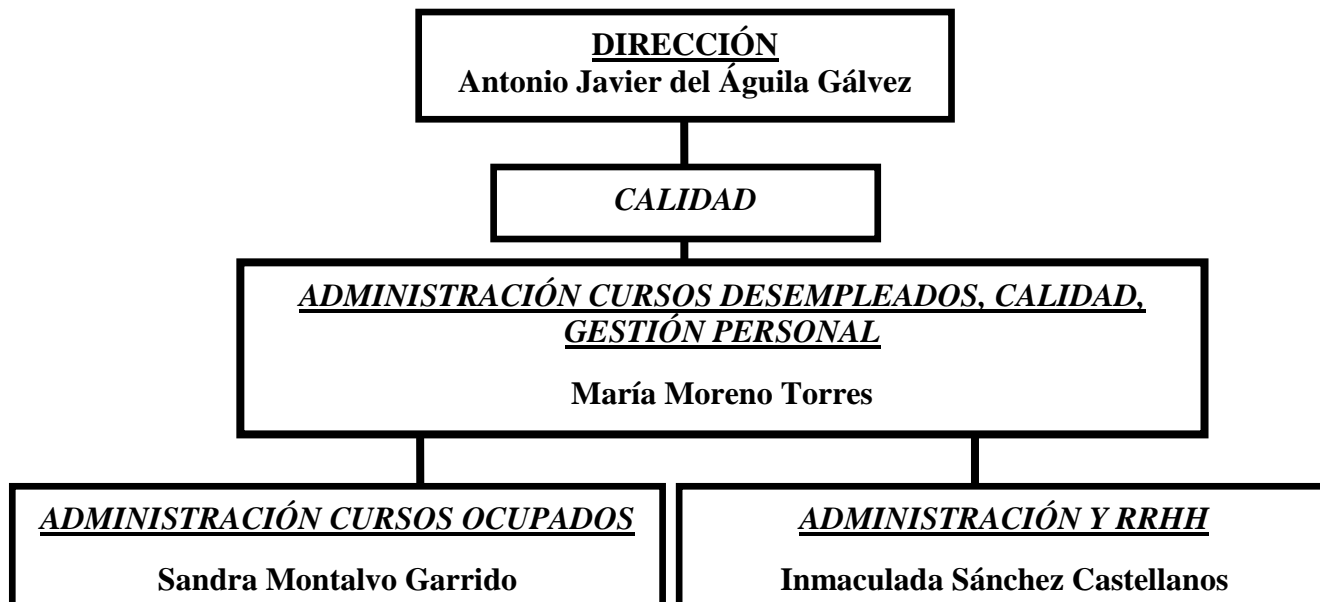 DIRECCIÓN
Antonio Javier del Águila Gálvez
CALIDAD
ADMINISTRACIÓN CURSOS DESEMPLEADOS, CALIDAD,
GESTIÓN PERSONAL
María Moreno Torres
ADMINISTRACIÓN CURSOS OCUPADOS
Sandra Montalvo Garrido
ADMINISTRACIÓN Y RRHH
Inmaculada Sánchez Castellanos